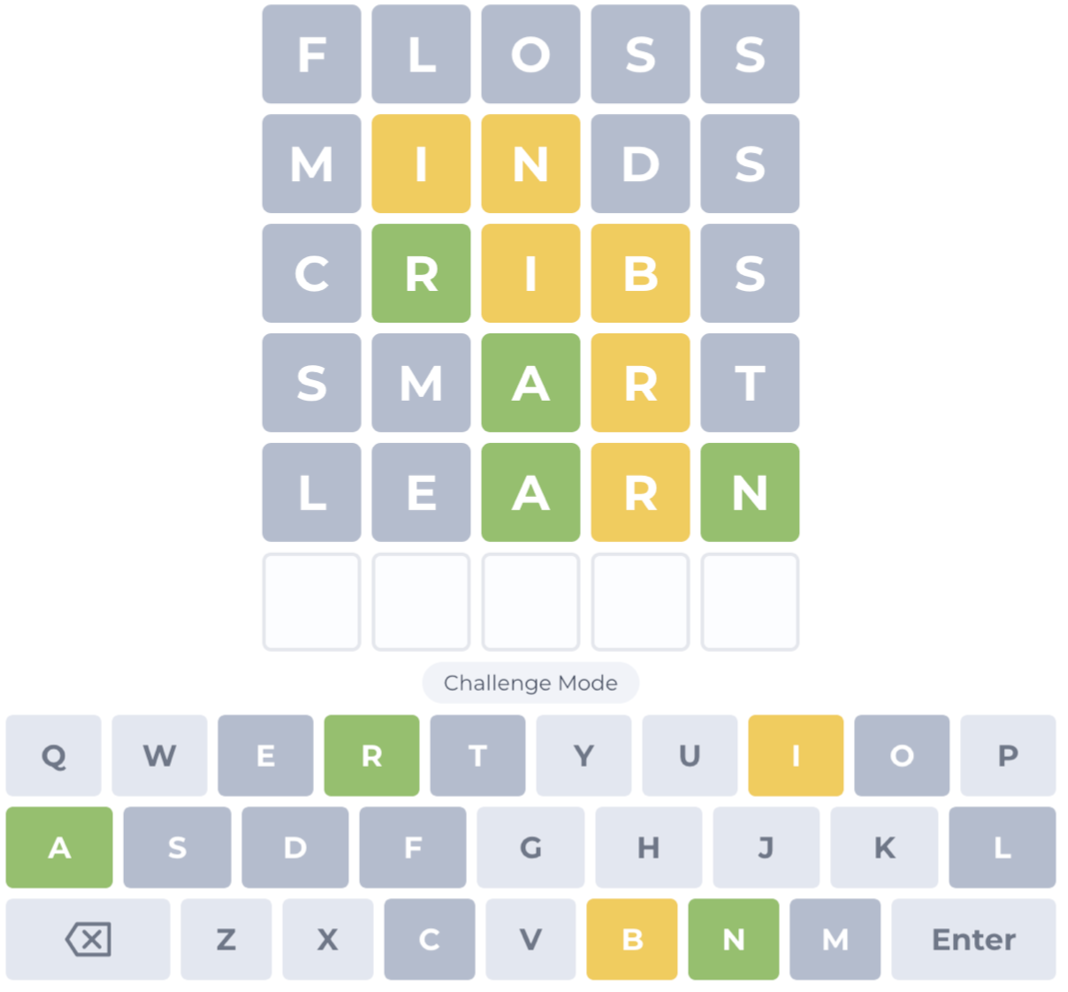 F L O S S
M I N D S
C R I B S
S M A R T
L E A R N
Challenge Mode
Q W E R T Y U I O P
A S D F G H J K L
Z X C V B N M Enter